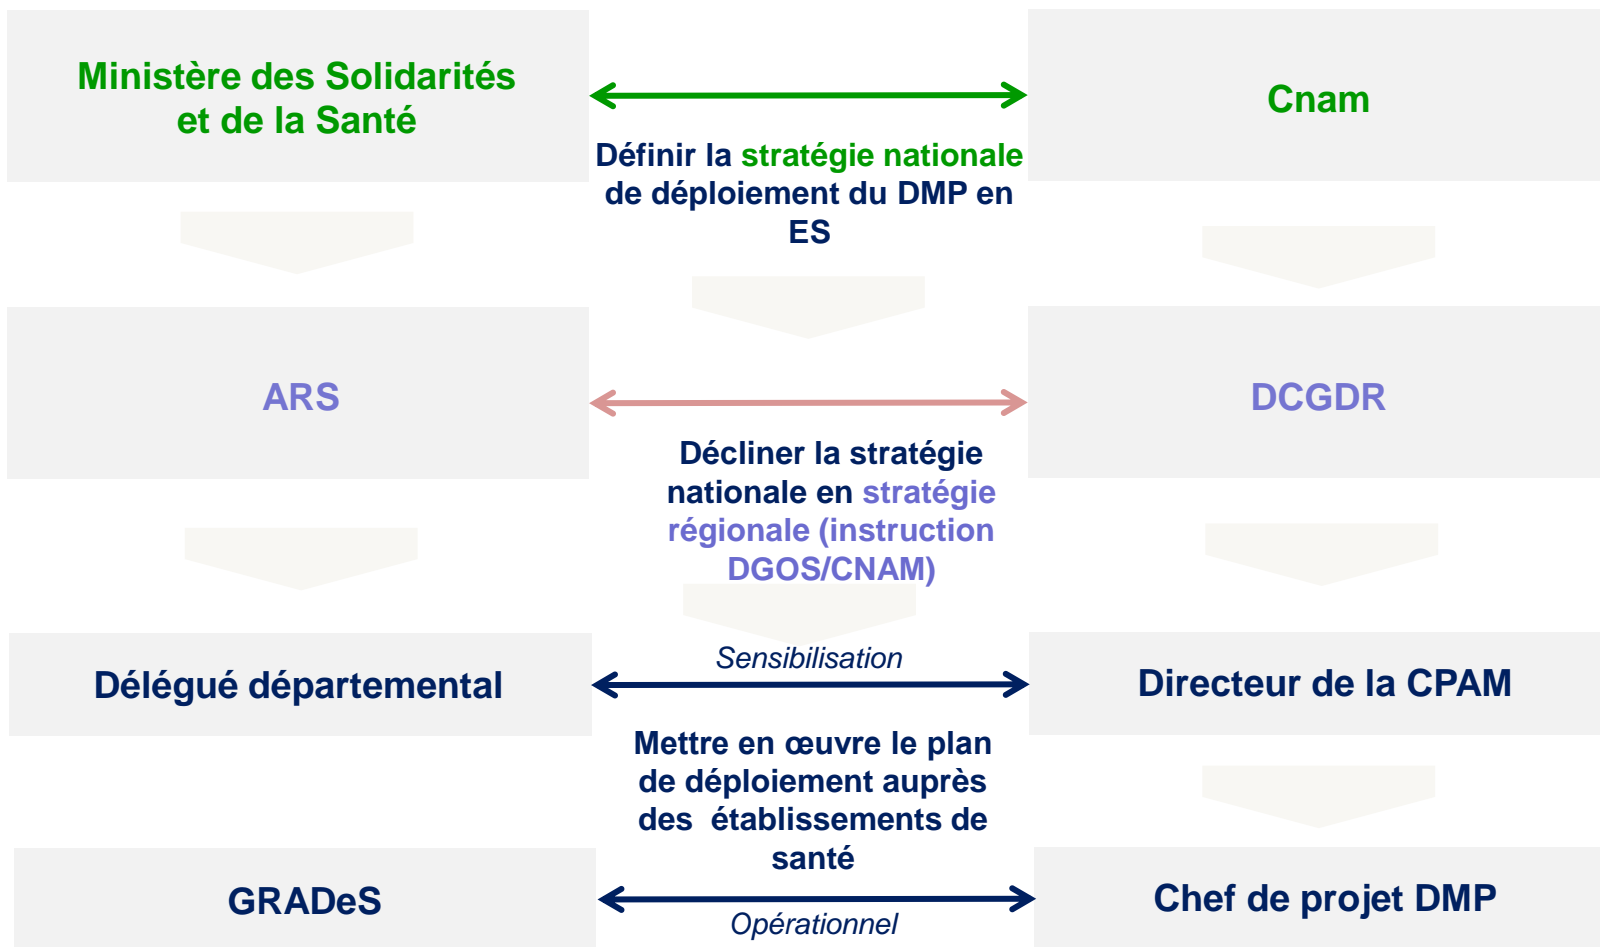 Ministère des Solidarités
et de la Santé
Cnam
Définir la stratégie nationale
de déploiement du DMP en
ES
ARS
DCGDR
Décliner la stratégie
nationale en stratégie
régionale (instruction
DGOS/CNAM)
Sensibilisation
Délégué départemental
Directeur de la CPAM
Mettre en œuvre le plan
de déploiement auprès
des établissements de
santé
GRADeS
Chef de projet DMP
Opérationnel